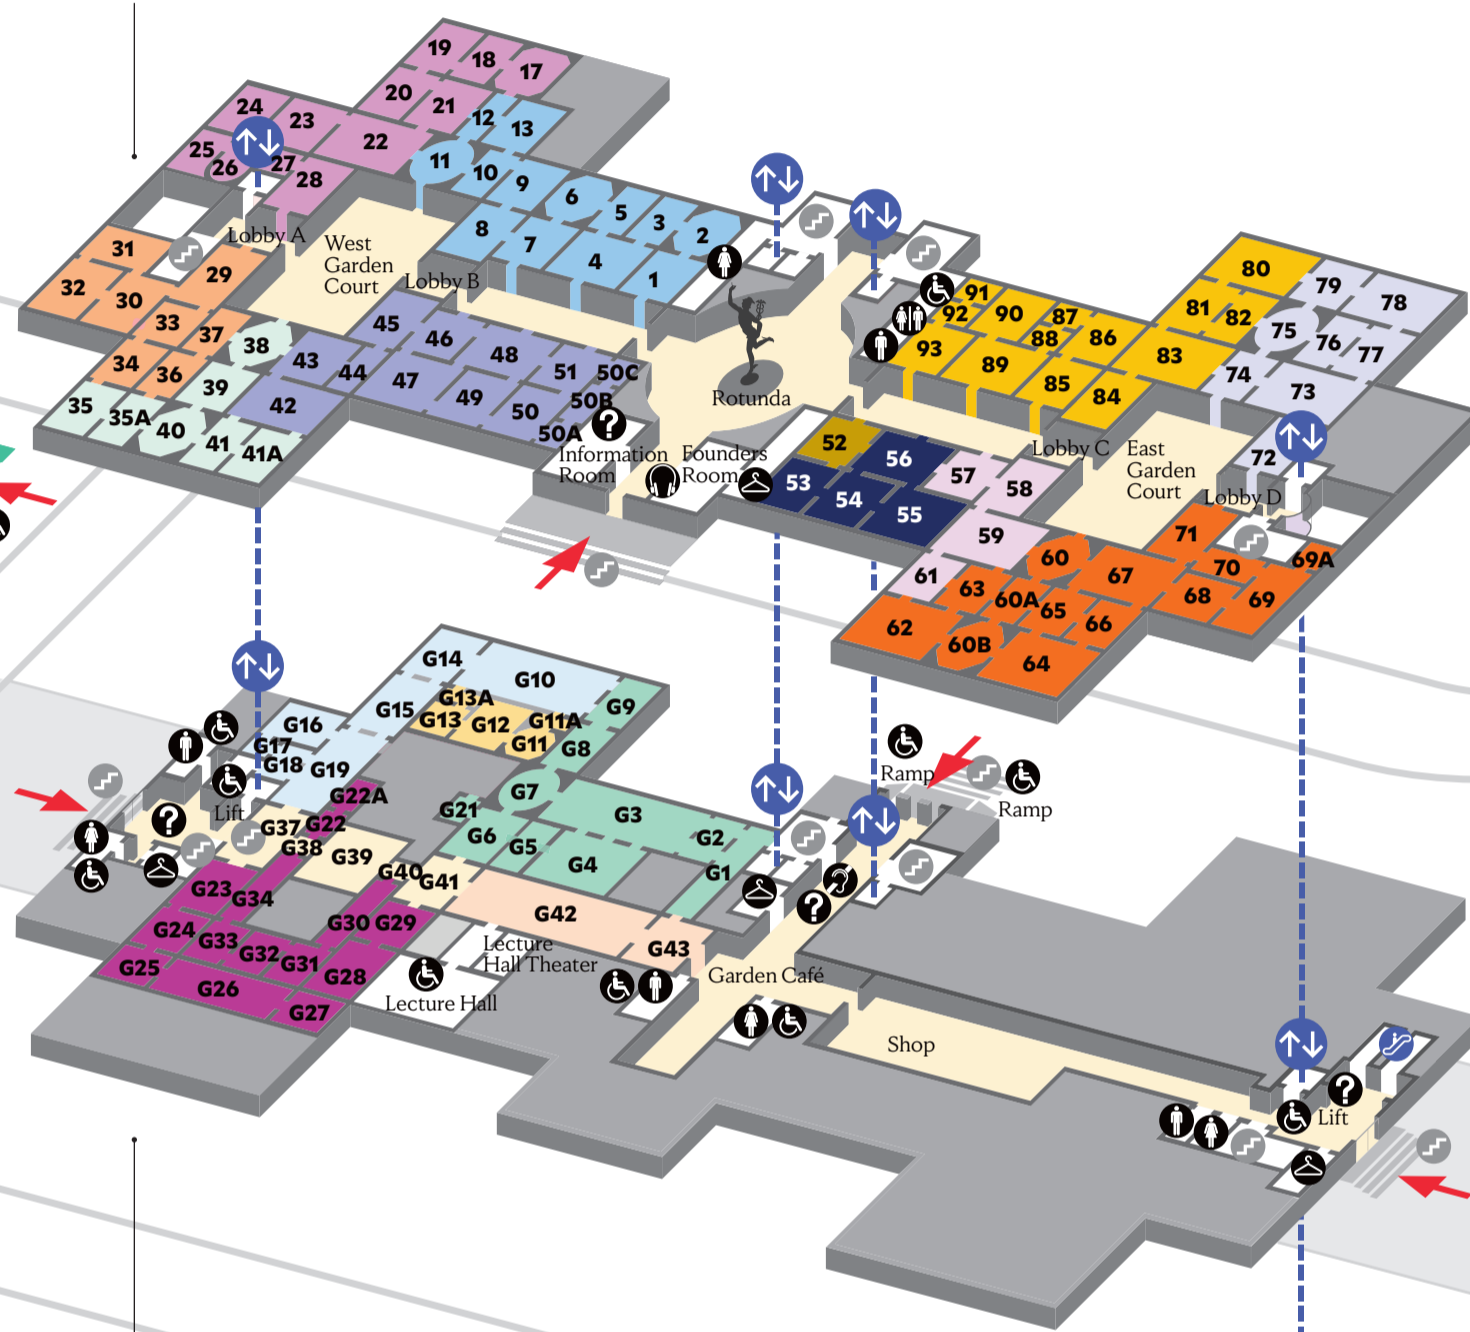 19
18
17
20
21
12
13
24
23
22
25
26
27
28
11
10
9
6
5
3
2
8
7
4
1
Lobby A
West
Garden
Court
Lobby B
31
29
32
30
33
37
38
34
36
39
35
35A
40
41
41A
45
46
48
51
50C
43
44
47
49
50
50B
50A
42
Rotunda
?
Information
Room
Founders
Room
91
92
90
87
88
86
93
89
85
84
80
81
82
83
79
78
75
76
77
74
73
72
52
56
53
54
55
57
58
59
61
Lobby C
East
Garden
Court
Lobby D
71
70
69A
60
67
68
69
63
60A
65
66
62
60B
64
G14
G10
G13A
G15
G13
G12
G11A
G11
G9
G8
G16
G17
G18
G19
G7
G22A
G21
G3
G2
G6
G5
G4
G1
Lift
?
G37
G22
G38
G39
G40
G41
G42
G43
G23
G34
G24
G33
G32
G31
G30
G29
G28
G25
G26
G27
Lecture
Hall Theater
Lecture Hall
Ramp
Ramp
?
Garden Café
Shop
?
Lift